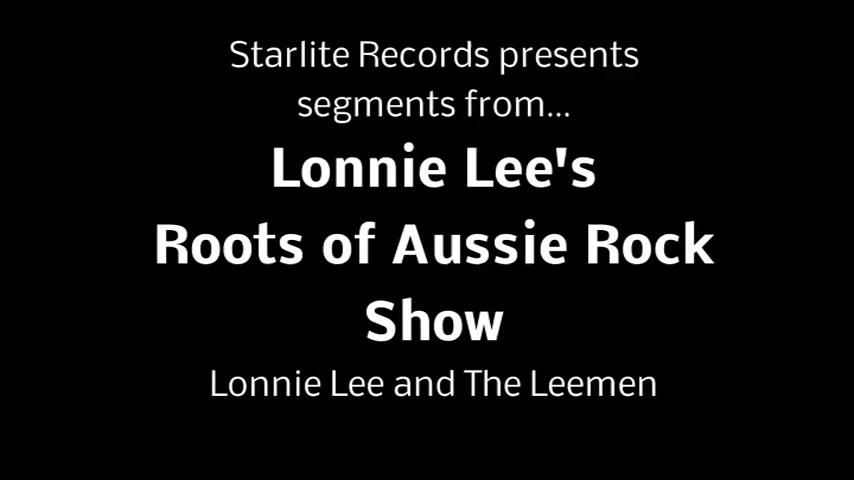 Starlite Records presents
segments from...
Lonnie Lee's
Roots of Aussie Rock
Show
Lonnie Lee and The Leemen